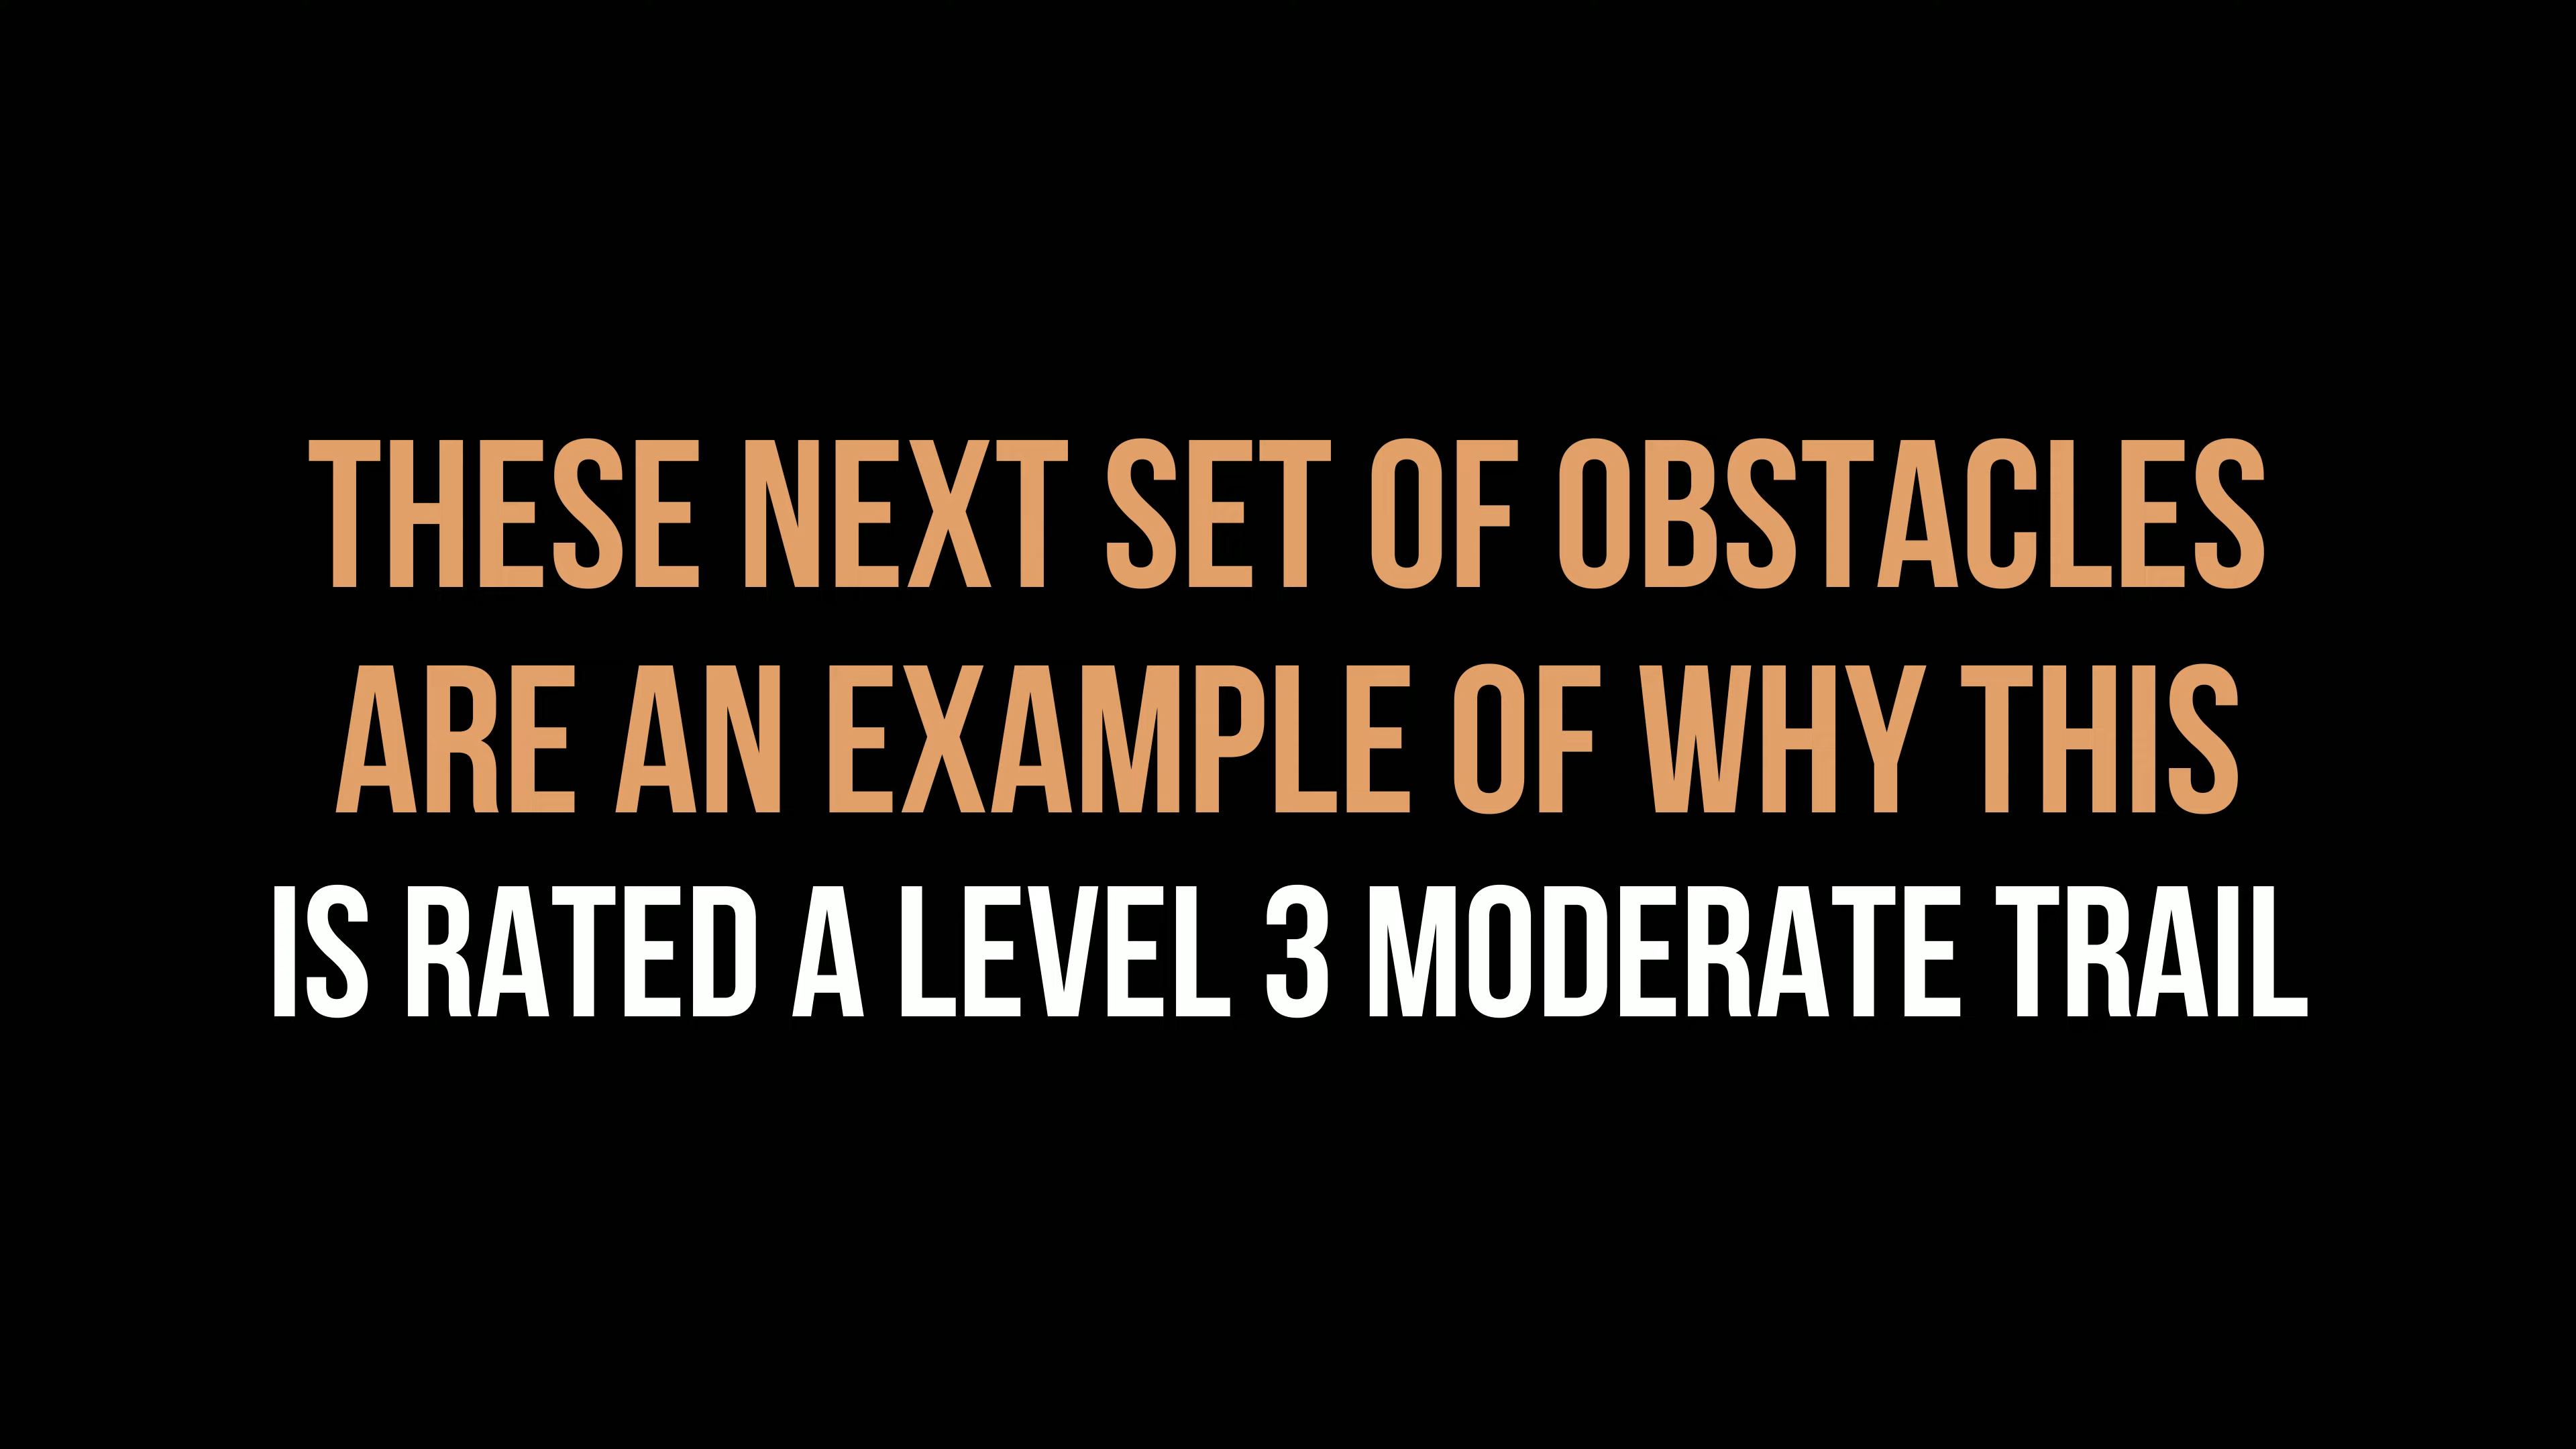 THESE NEXT SET OF OBSTACLES
ARE AN EXAMPLE OF WHY THIS
IS RATED A LEVEL 3 MODERATE TRAIL